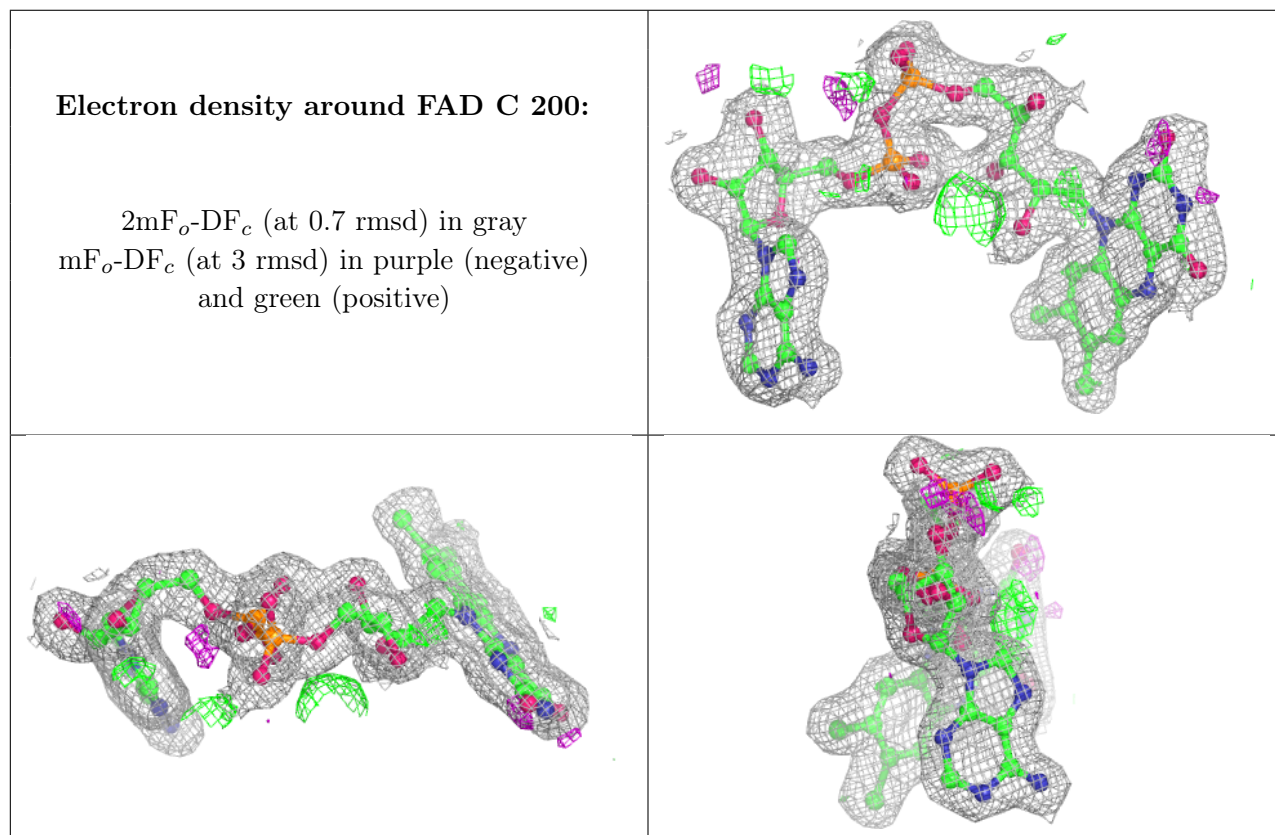 Electron density around FAD C 200:
2mFo-DFc (at 0.7 rmsd) in gray
mFo-DFc (at 3 rmsd) in purple (negative)
and green (positive)